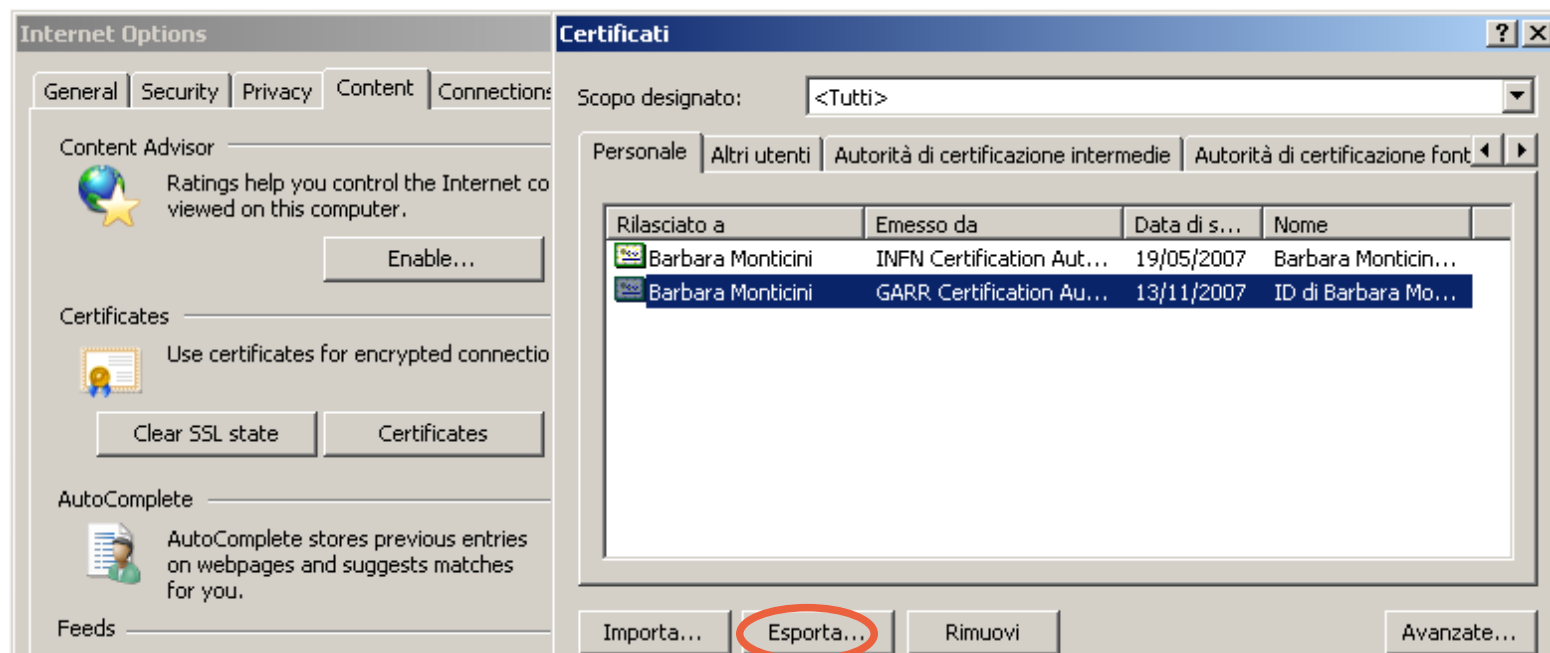 Internet Options
General Security Privacy Content Connections
Content Advisor
Ratings help you control the Internet co
viewed on this computer.
Enable...
Certificates
Use certificates for encrypted connectio
Clear SSL state Certificates
AutoComplete
AutoComplete stores previous entries
on webpages and suggests matches
for you.
Feeds
Certificati
Scopo designato: <Tutti>
Personale Altri utenti Autorità di certificazione intermedie Autorità di certificazione font
Rilasciato a Emesso da Data di s... Nome
Barbara Monticini INFN Certification Aut... 19/05/2007 Barbara Monticin...
Barbara Monticini GARR Certification Au... 13/11/2007 ID di Barbara Mo...
Importa... Esporta... Rimuovi Avanzate...